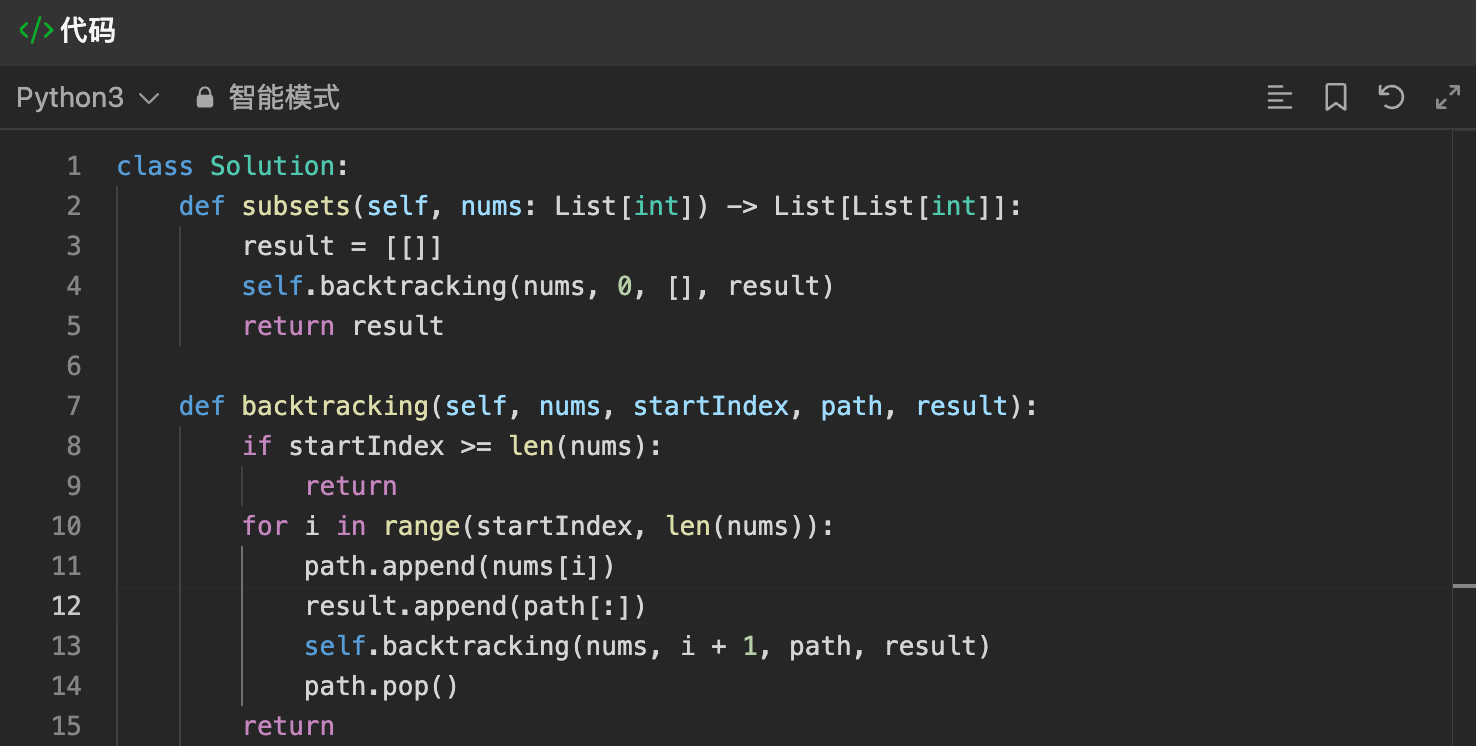 </> 代码
Python3 智能模式
1 class Solution:
2     def subsets(self, nums: List[int]) -> List[List[int]]:
3         result = [[]]
4         self.backtracking(nums, 0, [], result)
5         return result
6
7     def backtracking(self, nums, startIndex, path, result):
8         if startIndex >= len(nums):
9             return
10         for i in range(startIndex, len(nums)):
11             path.append(nums[i])
12             result.append(path[:])
13             self.backtracking(nums, i + 1, path, result)
14             path.pop()
15         return